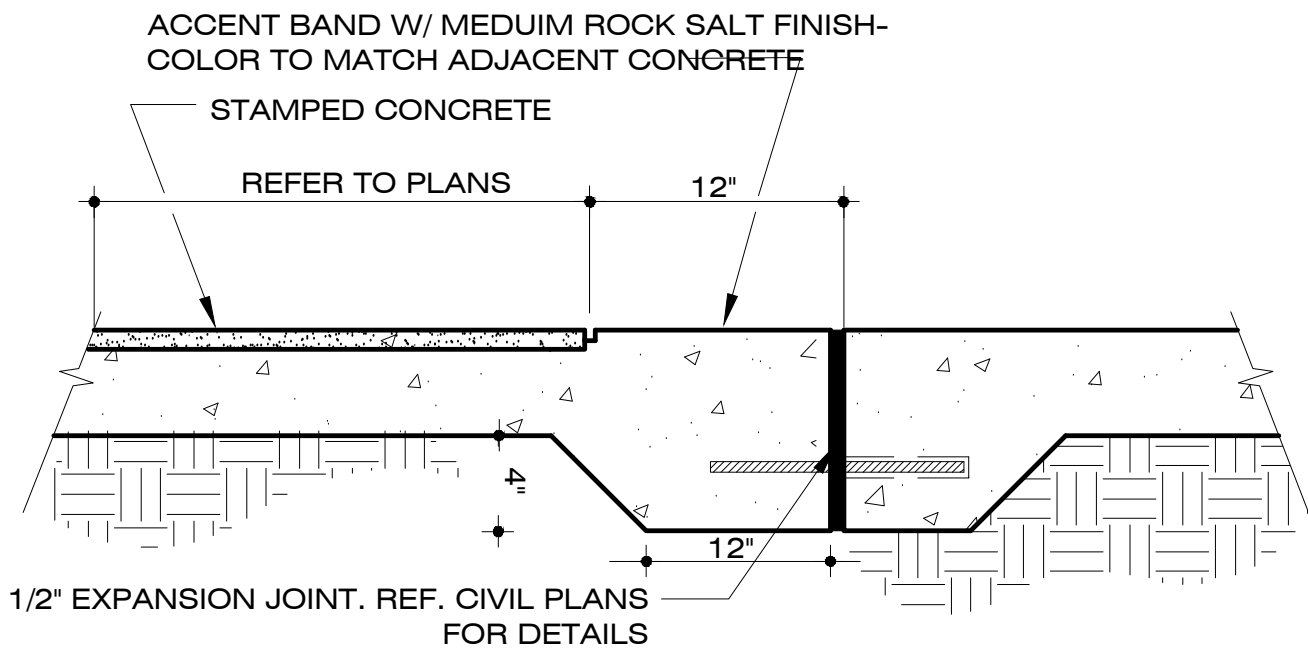 ACCENT BAND W/ MEDUIM ROCK SALT FINISH-
COLOR TO MATCH ADJACENT CONCRETE
STAMPED CONCRETE
REFER TO PLANS
12"
4"
12"
1/2" EXPANSION JOINT. REF. CIVIL PLANS
FOR DETAILS